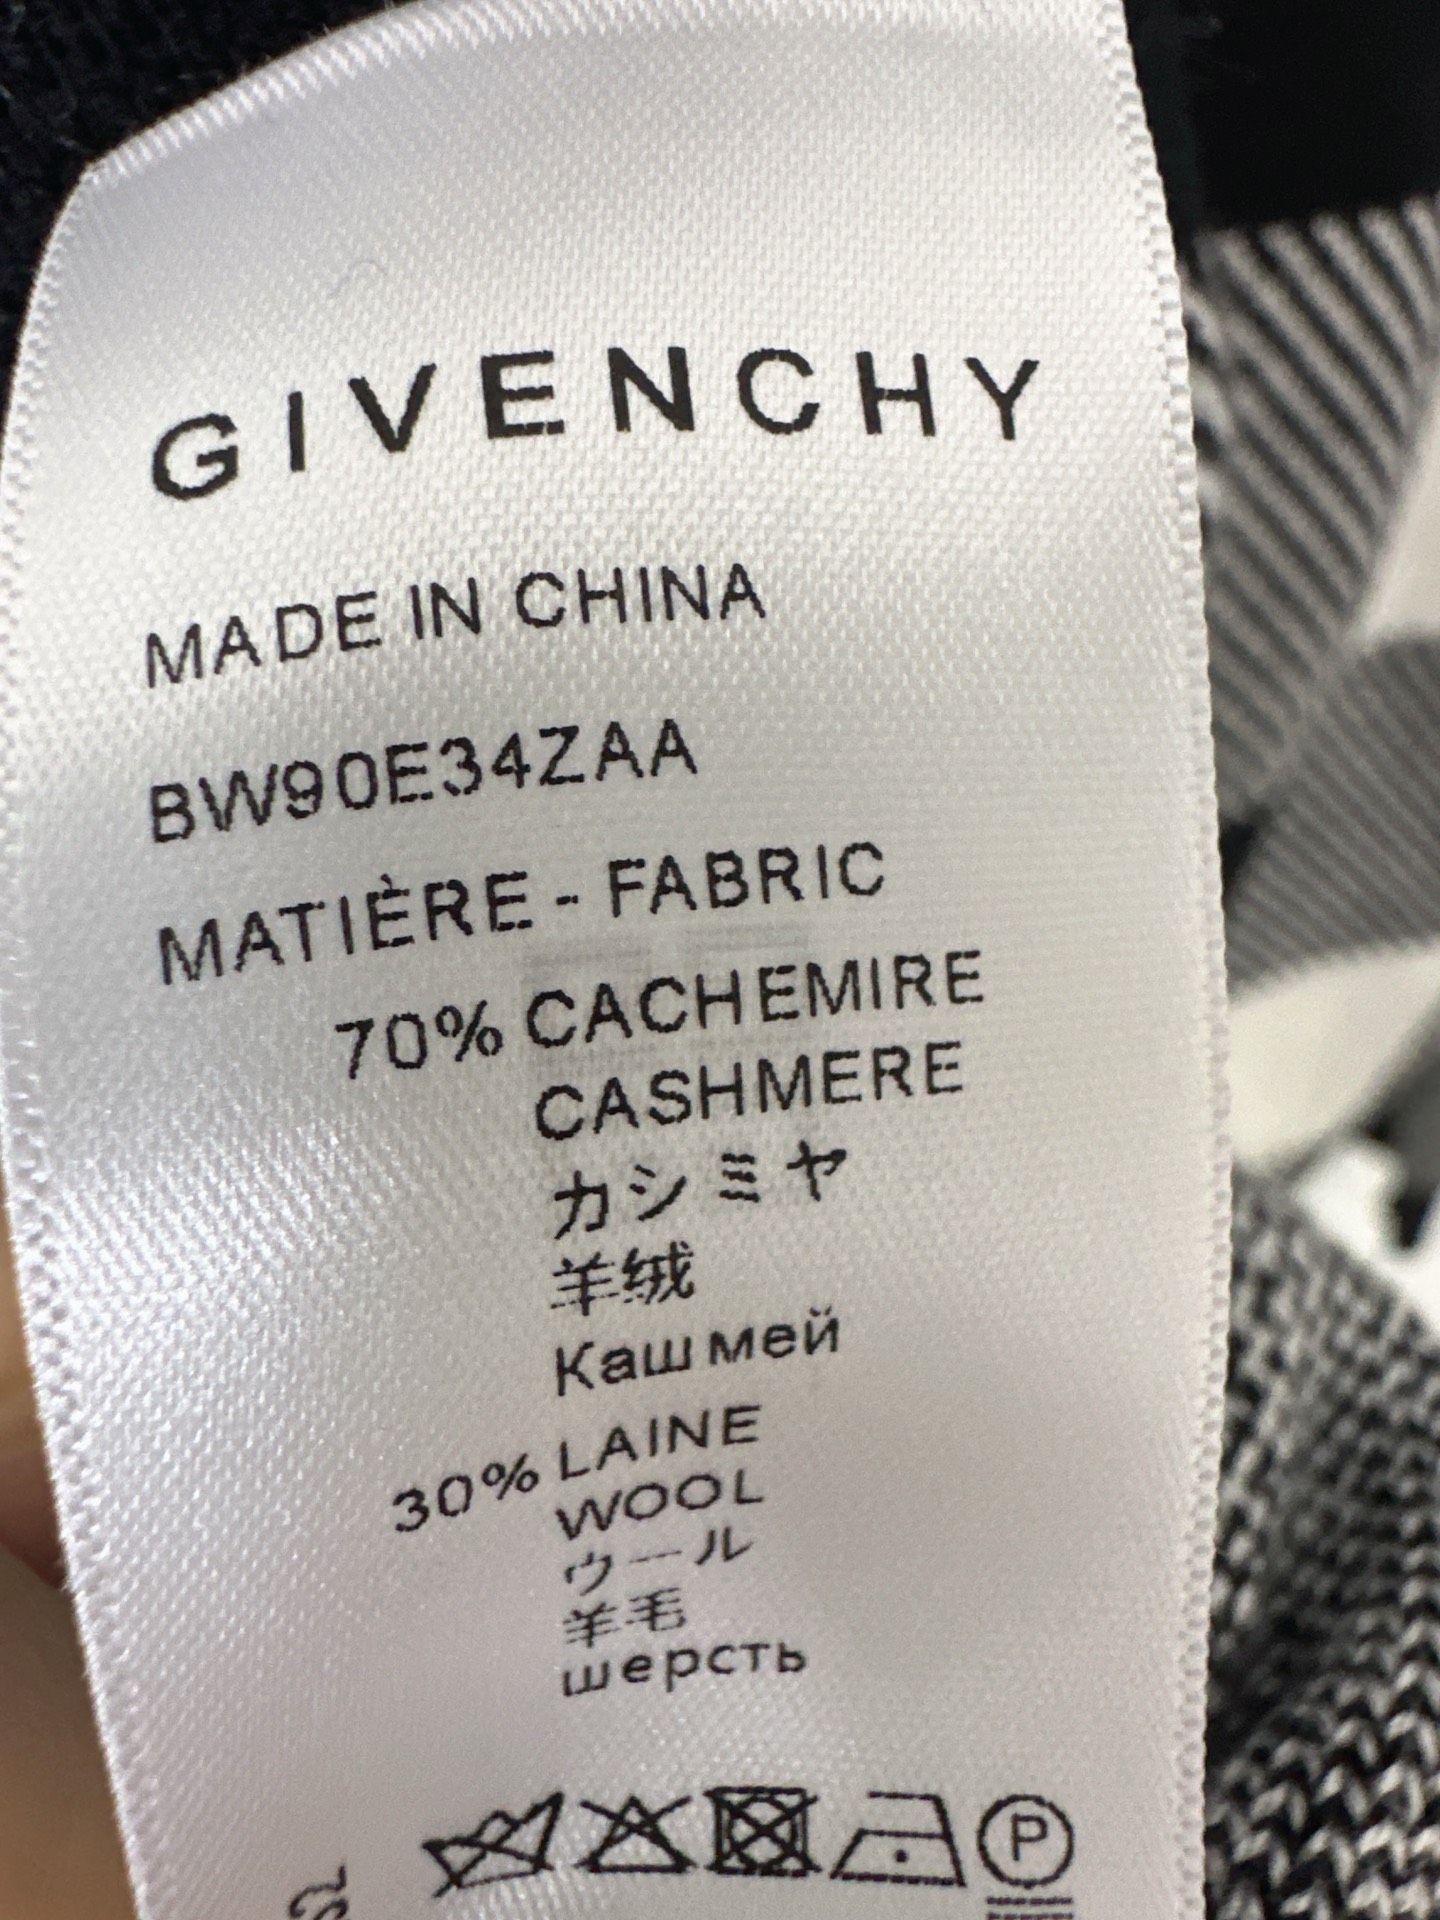 GIVENCHY
MADE IN CHINA
BW90E34ZAA
MATIÈRE - FABRIC
70% CACHEMIRE
CASHMERE
カシミヤ
羊绒
Кашмей
30% LAINE
WOOL
ウール
羊毛
шерсть
P